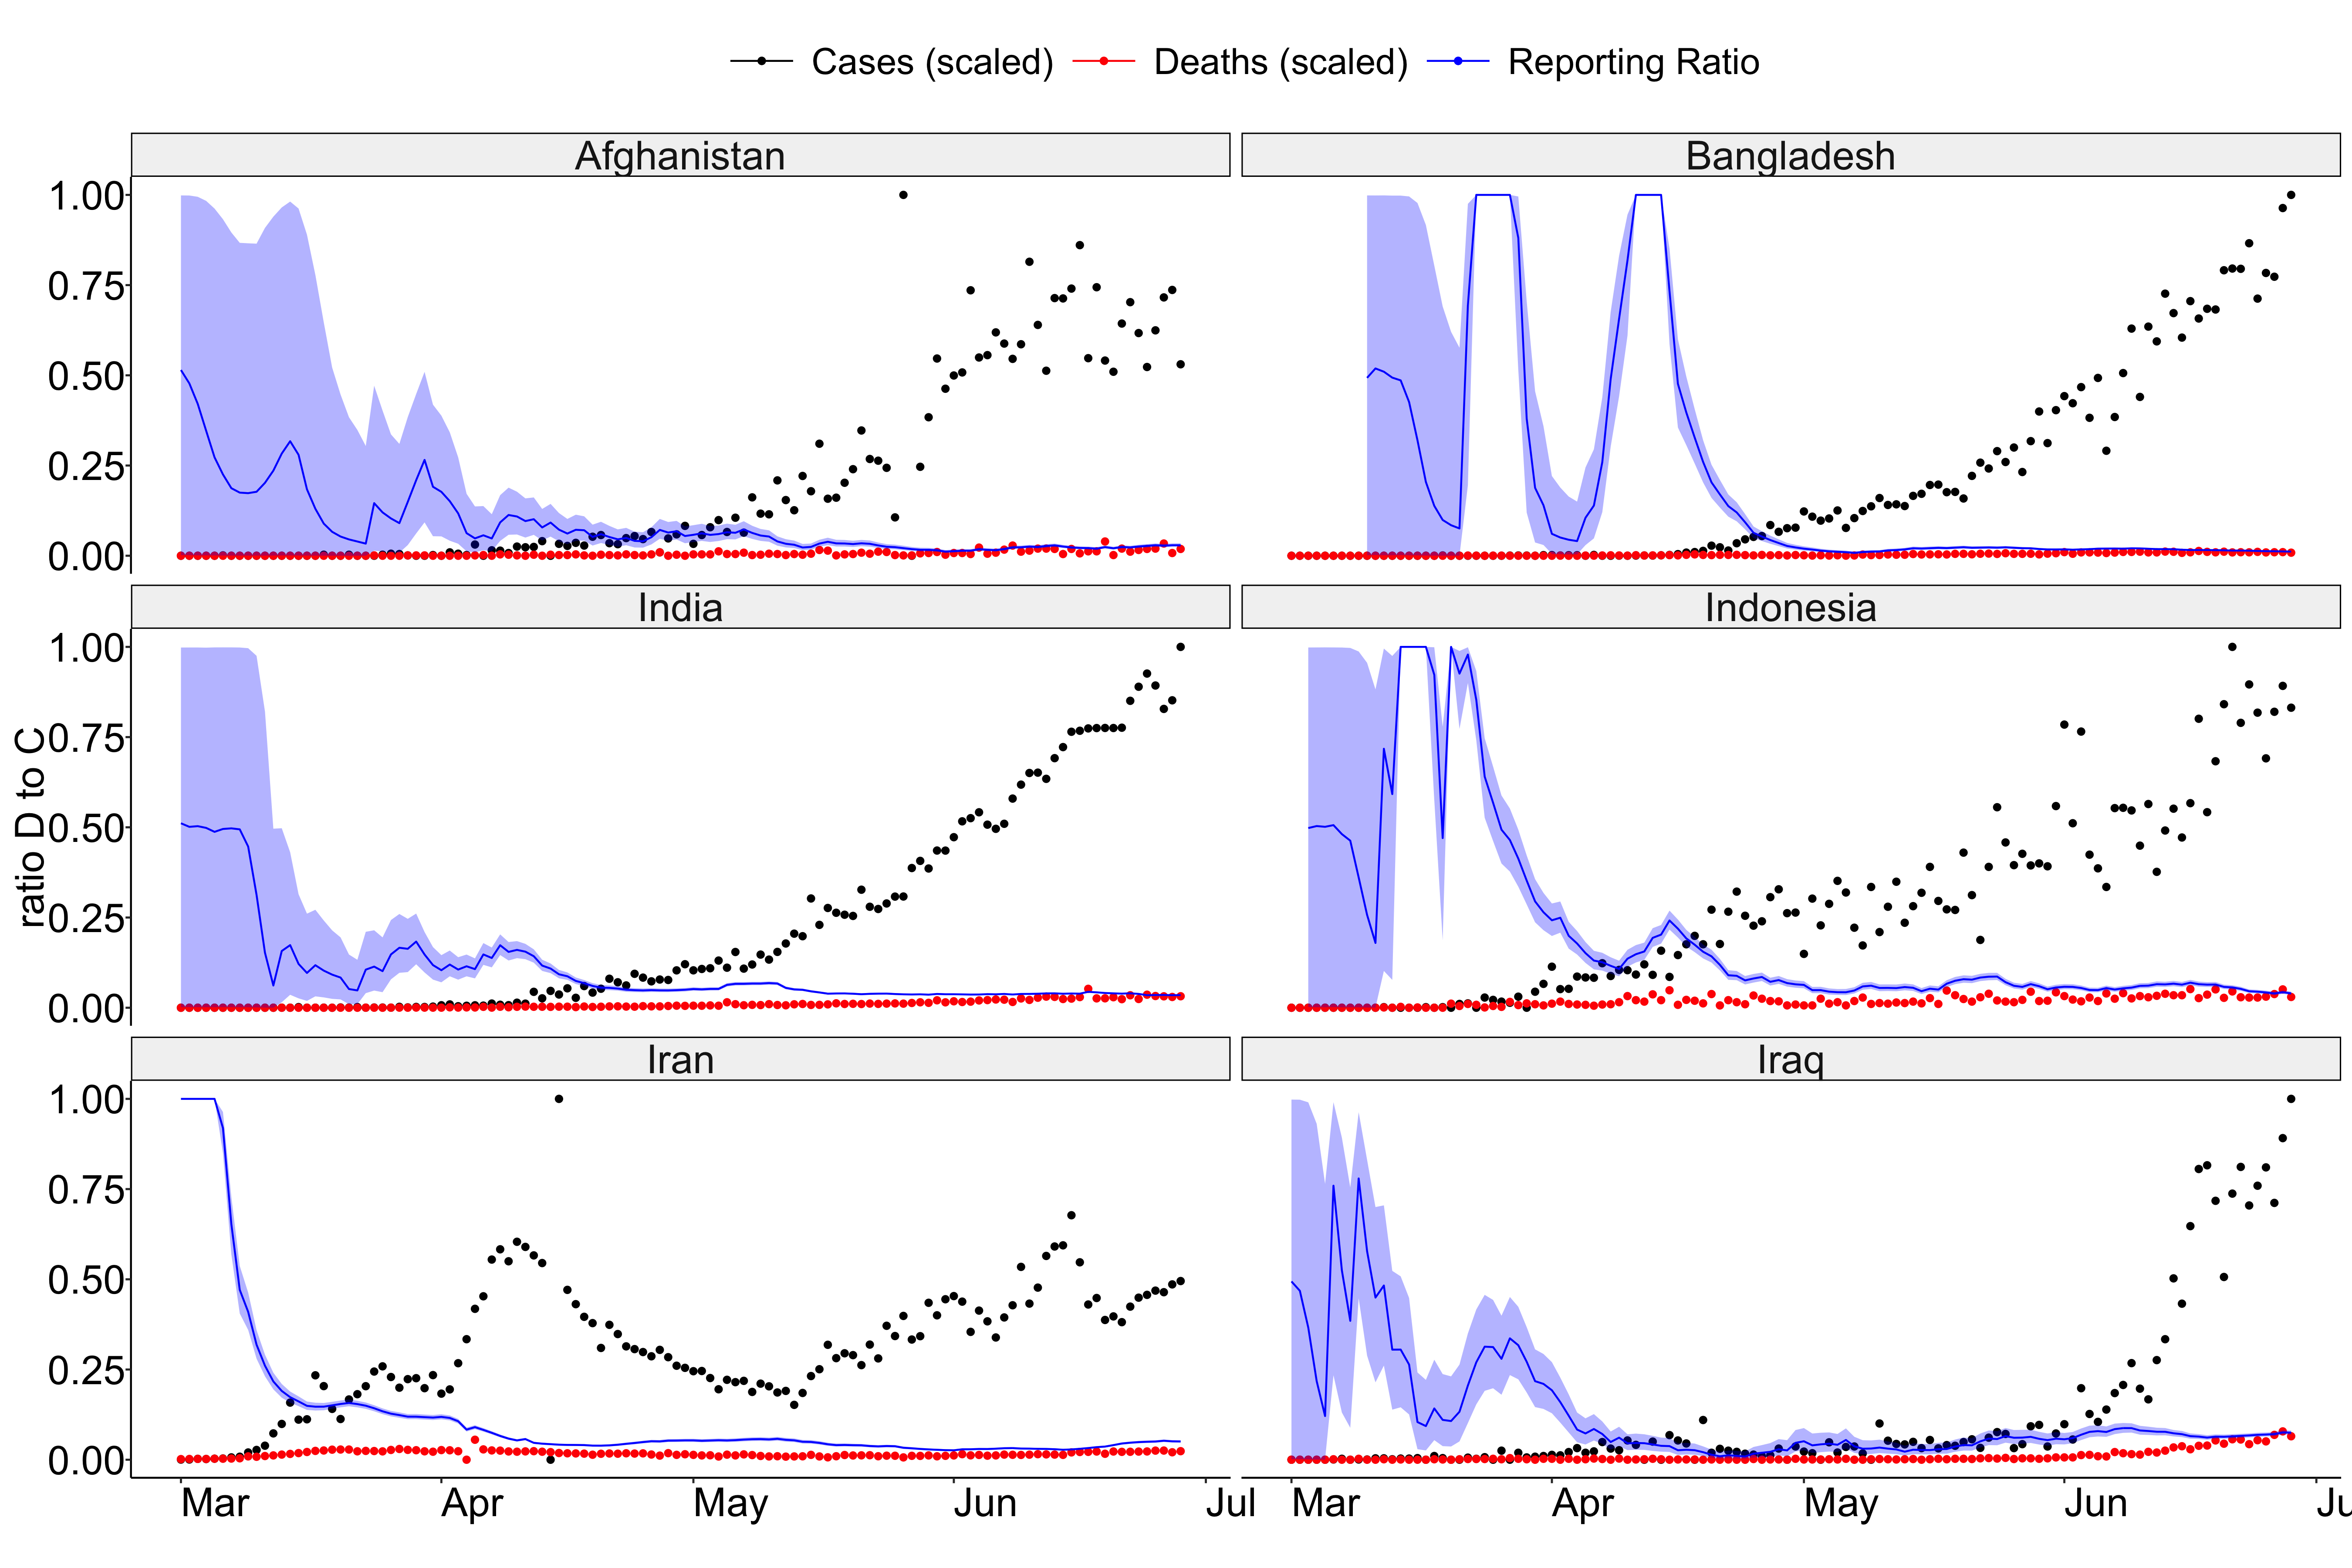 Cases (scaled) Deaths (scaled) Reporting Ratio
Afghanistan Bangladesh
1.00
0.75
0.50
0.25
0.00
India Indonesia
1.00
0.75
0.50
0.25
0.00
ratio D to C
Iran Iraq
1.00
0.75
0.50
0.25
0.00
Mar Apr May Jun Jul Mar Apr May Jun Ju